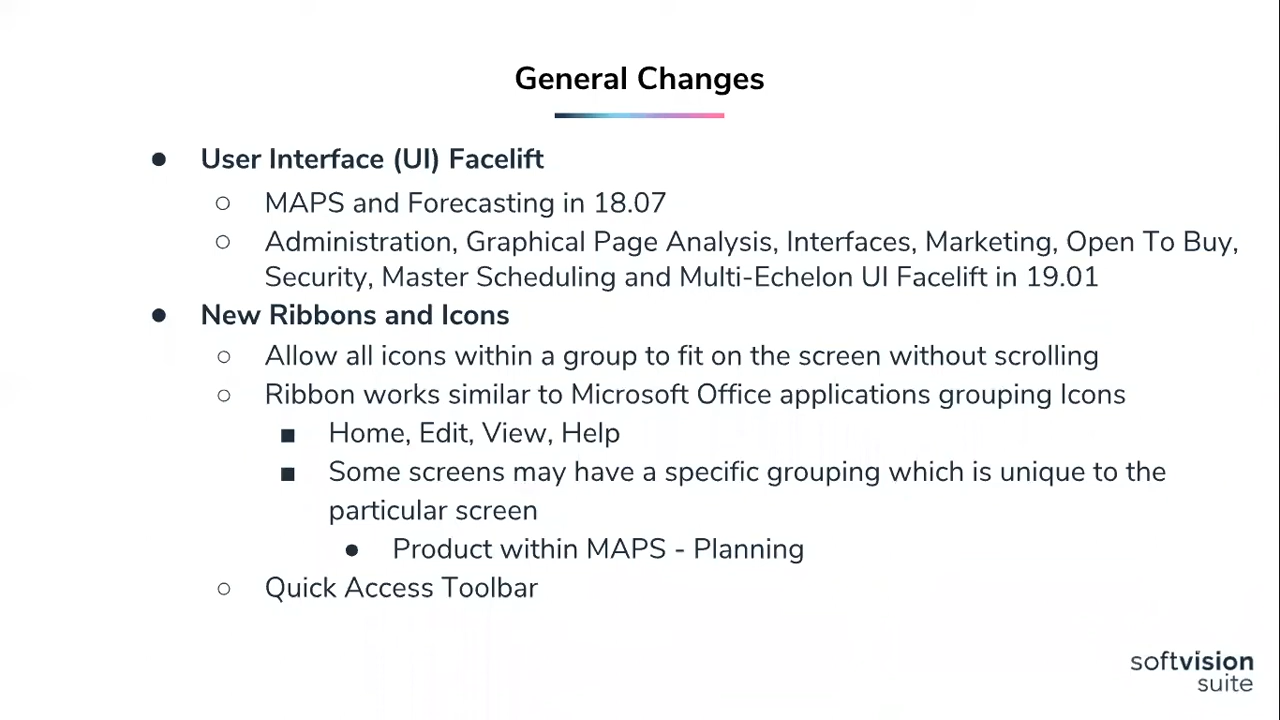 General Changes
● User Interface (UI) Facelift
○ MAPS and Forecasting in 18.07
○ Administration, Graphical Page Analysis, Interfaces, Marketing, Open To Buy,
Security, Master Scheduling and Multi-Echelon UI Facelift in 19.01
● New Ribbons and Icons
○ Allow all icons within a group to fit on the screen without scrolling
○ Ribbon works similar to Microsoft Office applications grouping Icons
■ Home, Edit, View, Help
■ Some screens may have a specific grouping which is unique to the
particular screen
● Product within MAPS - Planning
○ Quick Access Toolbar
softvision
suite